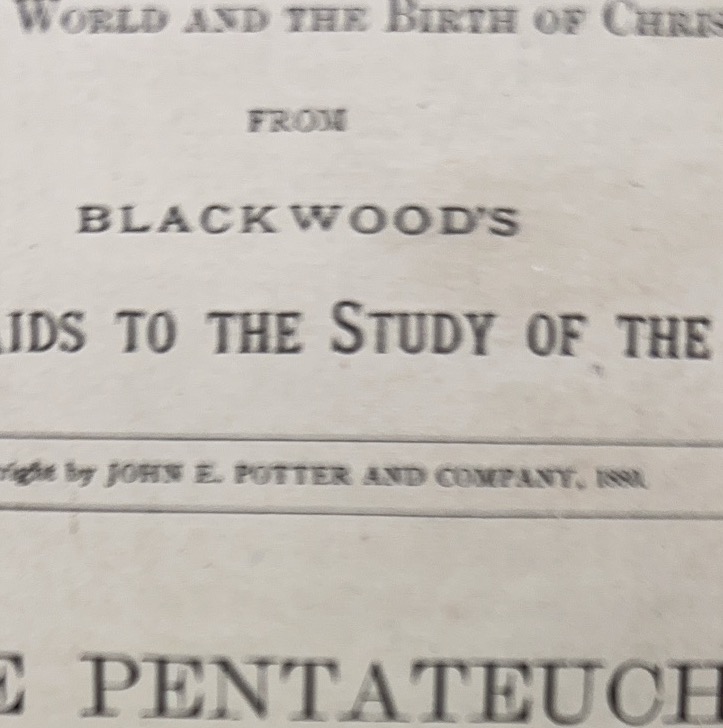 WORLD AND THE BIRTH OF CHRIS
FROM
BLACKWOOD'S
AIDS TO THE STUDY OF THE
right by JOHN E. POTTER AND COMPANY,
E PENTATEUCH